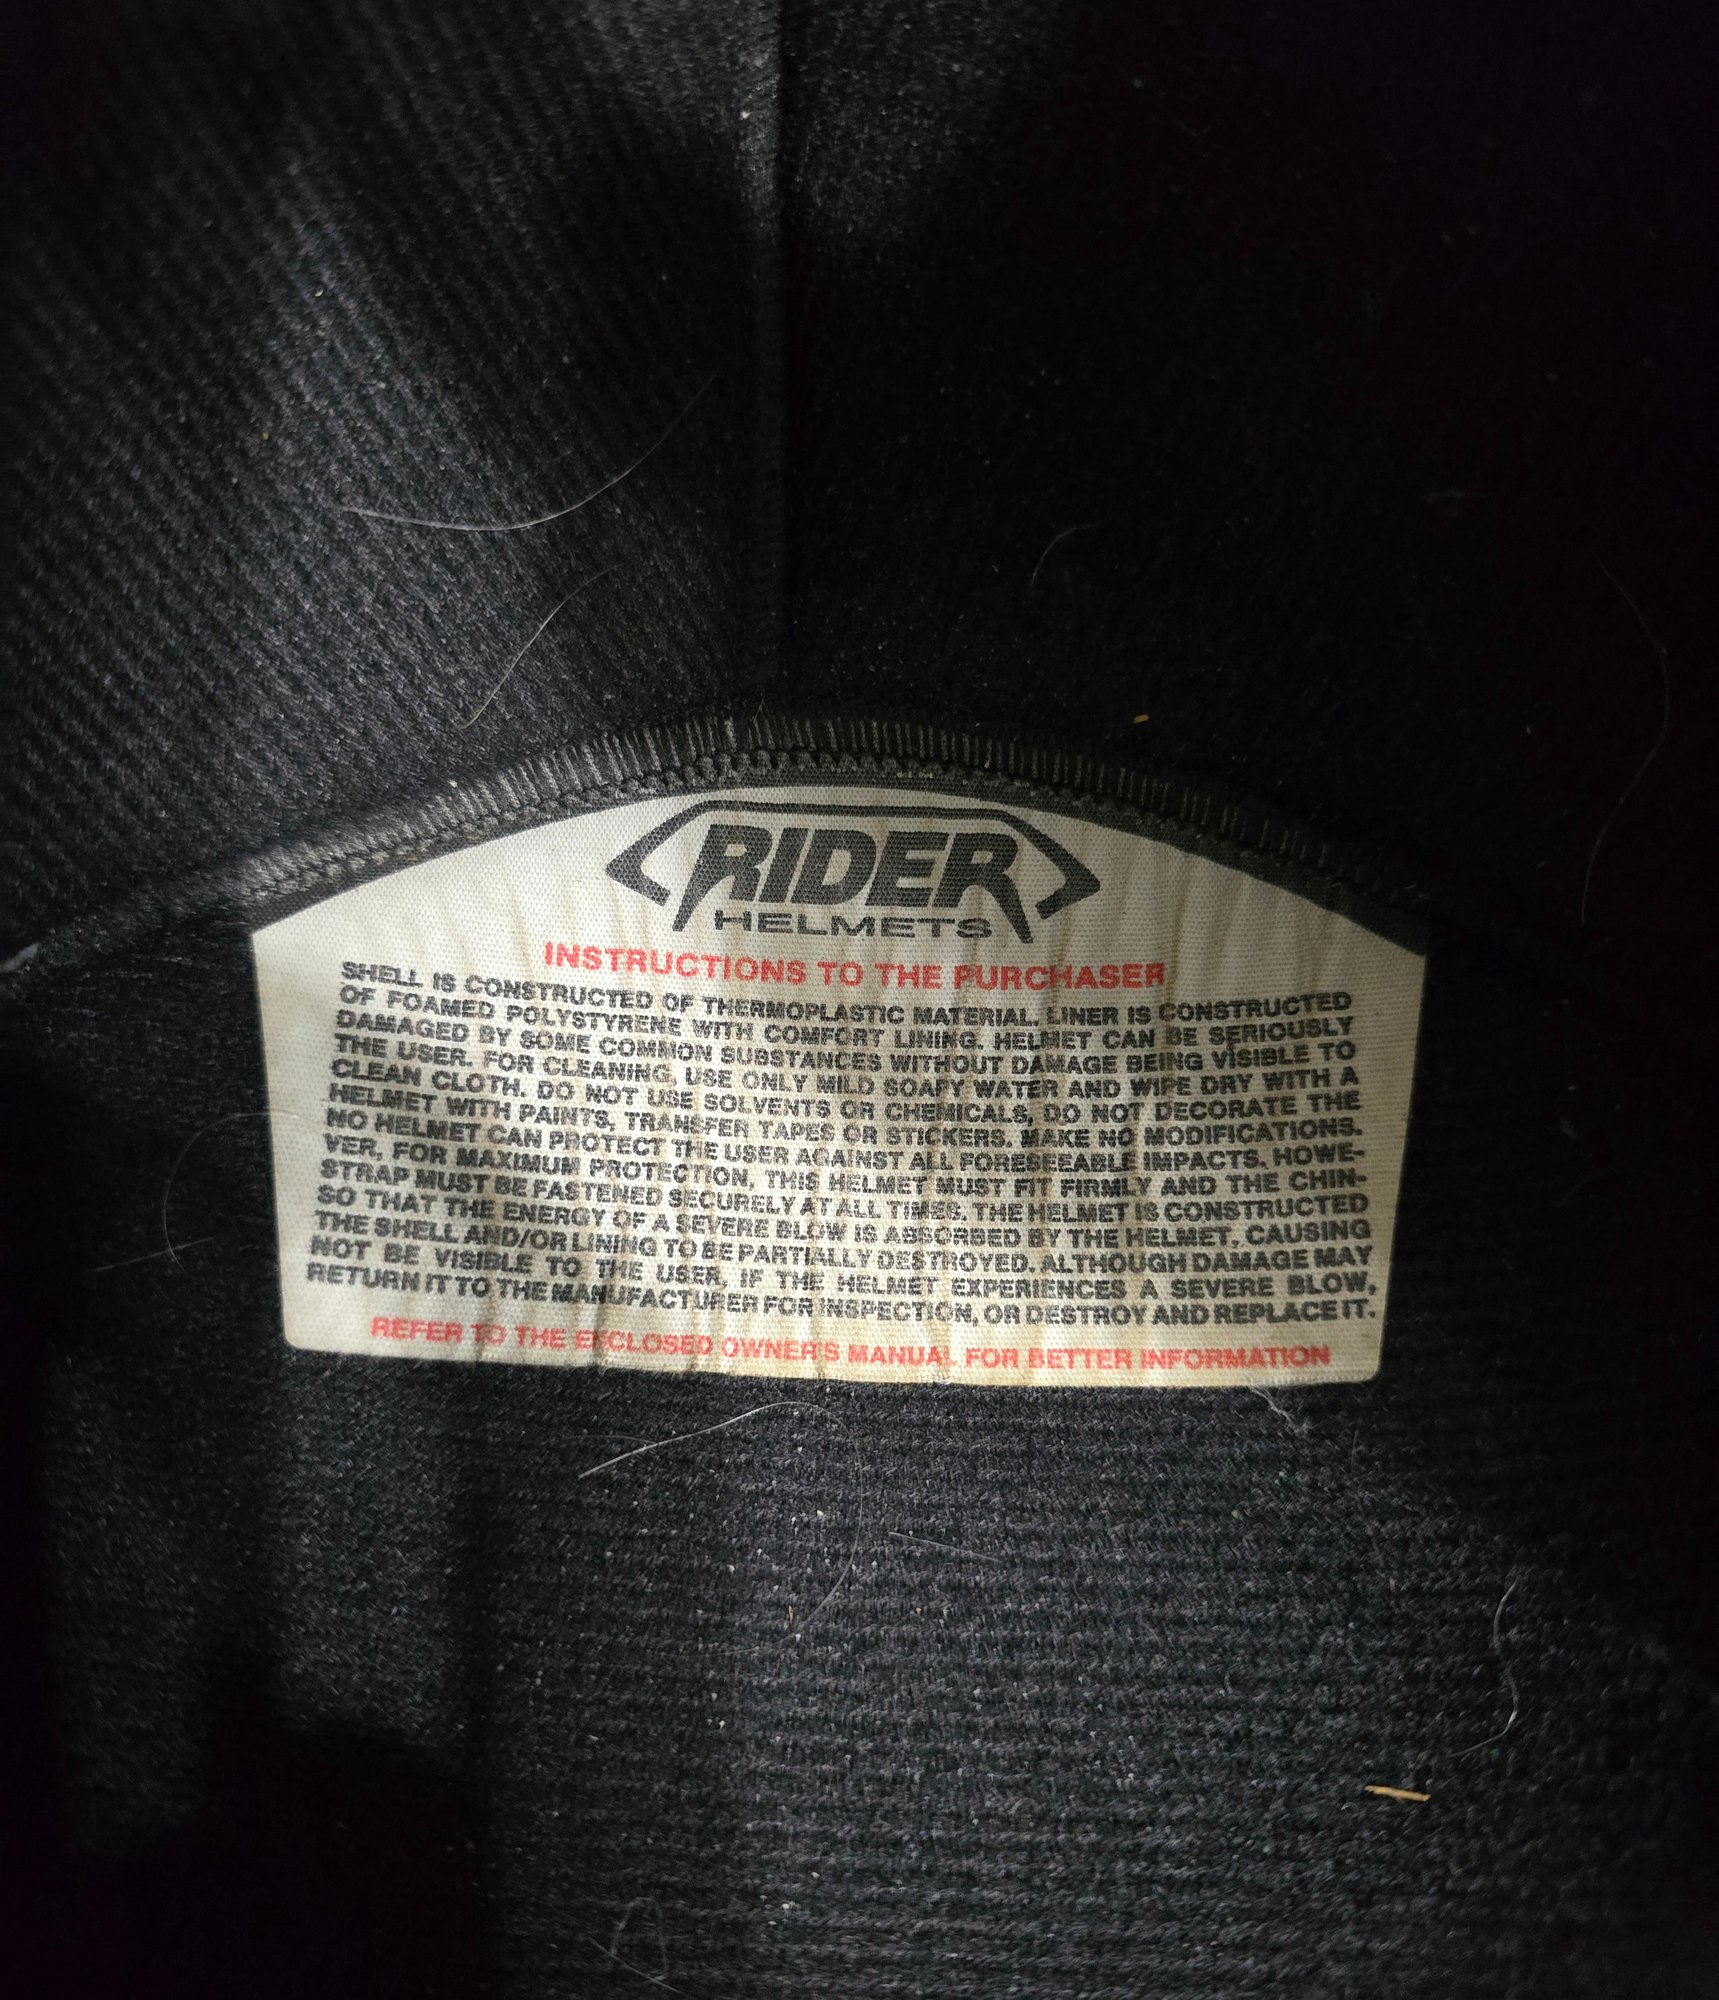 RIDER
HELMETS
INSTRUCTIONS TO THE PURCHASER
SHELL IS CONSTRUCTED OF THERMOPLASTIC MATERIAL. LINER IS CONSTRUCTED
OF FOAMED POLYSTYRENE WITH COMFORT LINING. HELMET CAN BE SERIOUSLY
DAMAGED BY SOME COMMON SUBSTANCES WITHOUT DAMAGE BEING VISIBLE TO
THE USER. FOR CLEANING, USE ONLY MILD SOAPY WATER AND WIPE DRY WITH A
CLEAN CLOTH. DO NOT USE SOLVENTS OR CHEMICALS, DO NOT DECORATE THE
HELMET WITH PAINTS, TRANSFER TAPES OR STICKERS. MAKE NO MODIFICATIONS.
NO HELMET CAN PROTECT THE USER AGAINST ALL FORESEEABLE IMPACTS. HOWE-
VER, FOR MAXIMUM PROTECTION, THIS HELMET MUST FIT FIRMLY AND THE CHIN-
STRAP MUST BE FASTENED SECURELY AT ALL TIMES. THE HELMET IS CONSTRUCTED
SO THAT THE ENERGY OF A SEVERE BLOW IS ABSORBED BY THE HELMET, CAUSING
THE SHELL AND/OR LINING TO BE PARTIALLY DESTROYED. ALTHOUGH DAMAGE MAY
NOT BE VISIBLE TO THE USER, IF THE HELMET EXPERIENCES A SEVERE BLOW,
RETURN IT TO THE MANUFACTURER FOR INSPECTION, OR DESTROY AND REPLACE IT.
REFER TO THE ENCLOSED OWNER'S MANUAL FOR BETTER INFORMATION